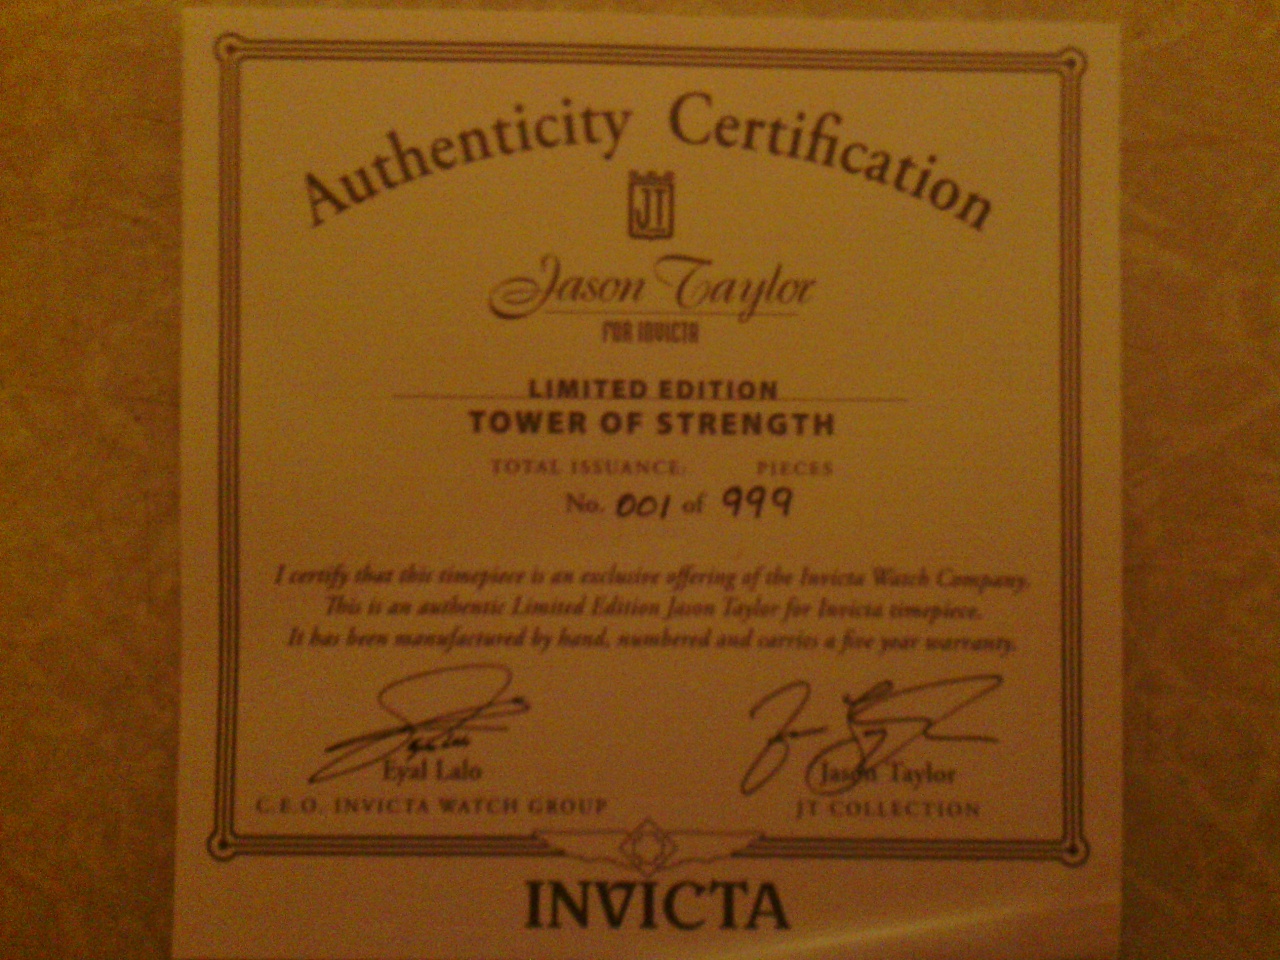 Authenticity Certification
JT
Jason Taylor
FOR INVICTA
LIMITED EDITION
TOWER OF STRENGTH
TOTAL ISSUANCE: PIECES
No. 001 of 999
I certify that this timepiece is an exclusive offering of the Invicta Watch Company.
This is an authentic Limited Edition Jason Taylor for Invicta timepiece.
It has been manufactured by hand, numbered and carries a five year warranty.
Eyal Lalo
Jason Taylor
C.E.O. INVICTA WATCH GROUP
JT COLLECTION
INVICTA